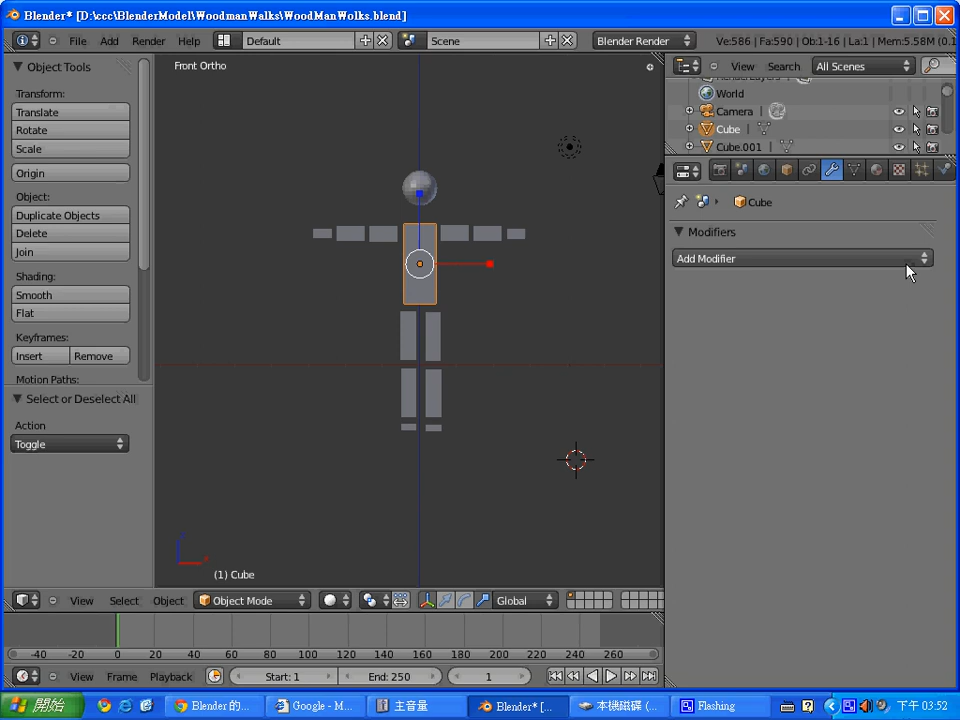 Blender* [D:\ccc\BlenderModel\WoodmanWalks\WoodManWolks.blend]
File Add Render Help Default Scene Blender Render Ve:586 | Fa:590 | Ob:1-16 | La:1 | Mem:5.58M (0.1
Object Tools
Transform:
Translate
Rotate
Scale
Origin
Object:
Duplicate Objects
Delete
Join
Shading:
Smooth
Flat
Keyframes:
Insert Remove
Motion Paths:
Select or Deselect All
Action
Toggle
Front Ortho
(1) Cube
View Search All Scenes
World
Camera
Cube
Cube.001
Cube
Modifiers
Add Modifier
View Select Object Object Mode Global
-40 -20 0 20 40 60 80 100 120 140 160 180 200 220 240 260
View Frame Playback Start: 1 End: 250 1
開始 Blender 的... Google - M... 主音量 Blender* [... 本機磁碟 (... Flashing 下午 03:52